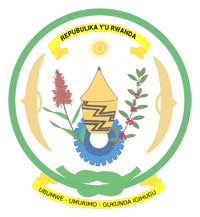 REPUBULIKA Y'U RWANDA
UBUMWE - UMURIMO - GUKUNDA IGIHUGU